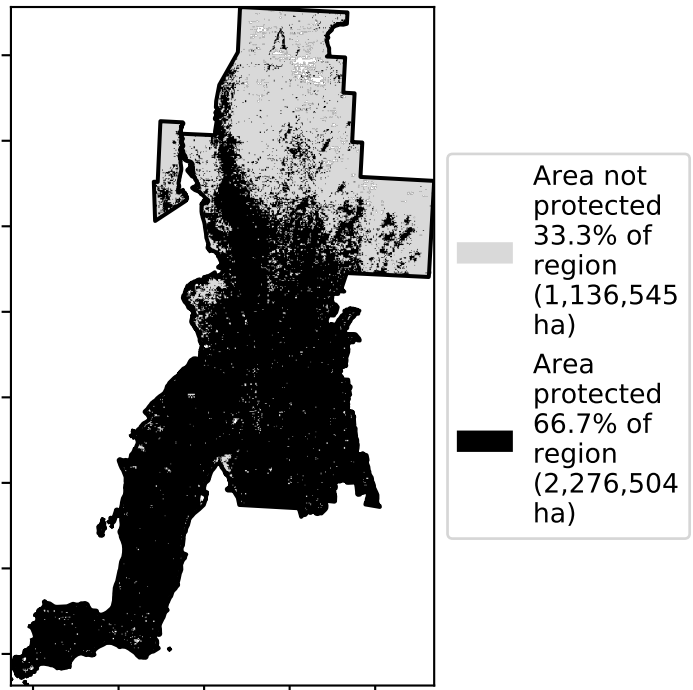 Area not
protected
33.3% of
region
(1,136,545
ha)
Area
protected
66.7% of
region
(2,276,504
ha)